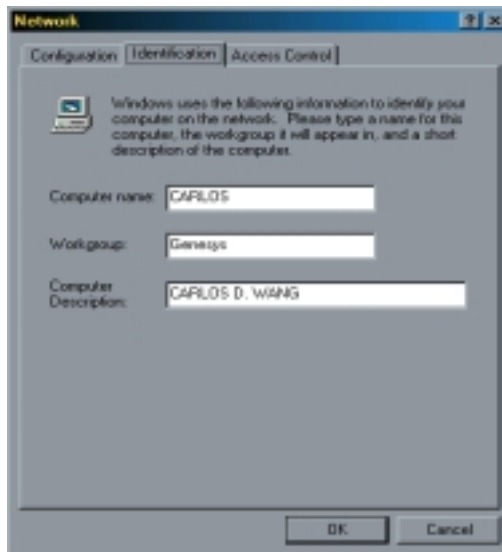 Network
Configuration Identification Access Control
Windows uses the following information to identify your
computer on the network. Please type a name for this
computer, the workgroup it will appear in, and a short
description of the computer.
Computer name: CARLOS
Workgroup: Genesys
Computer
Description: CARLOS D. WANG
OK Cancel